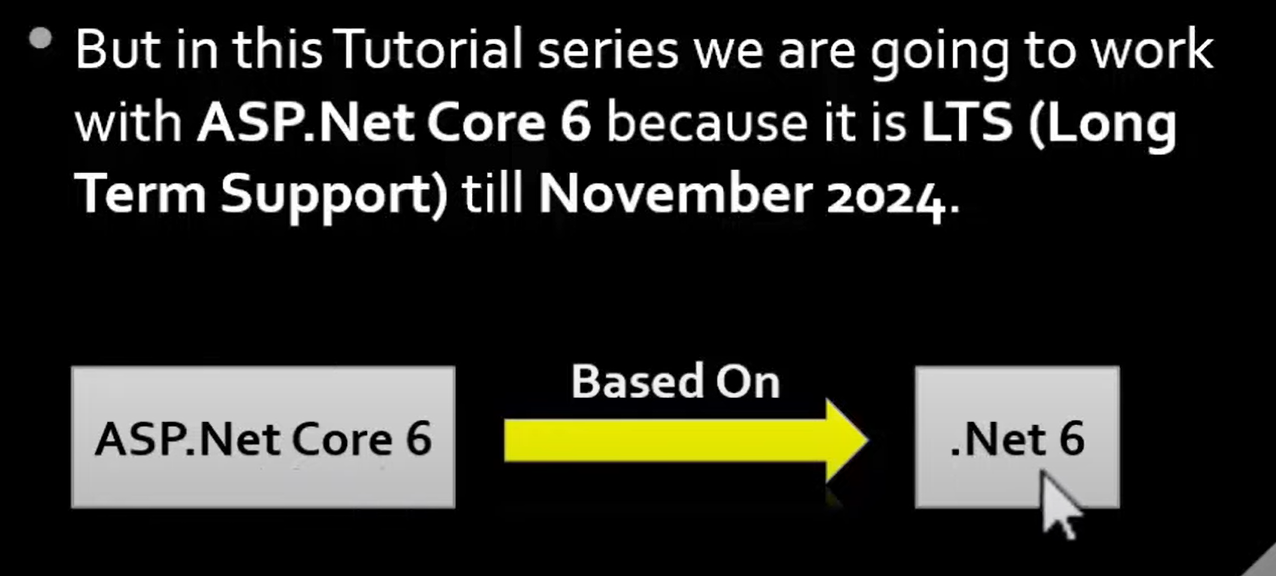 But in this Tutorial series we are going to work
with ASP.Net Core 6 because it is LTS (Long
Term Support) till November 2024.
Based On
ASP.Net Core 6
.Net 6